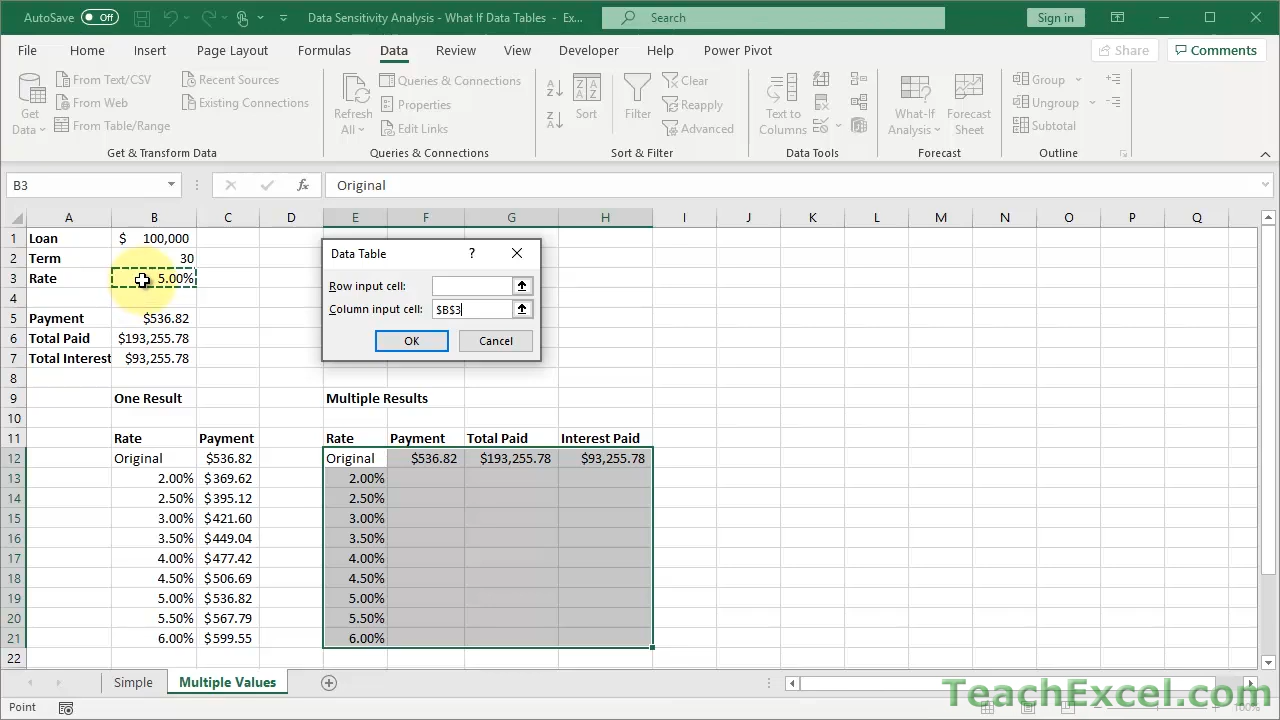 AutoSave Off Data Sensitivity Analysis - What If Data Tables - Ex... Search Sign in
File Home Insert Page Layout Formulas Data Review View Developer Help Power Pivot Share Comments
Get Data
From Text/CSV
From Web
From Table/Range
Recent Sources
Existing Connections
Get & Transform Data
Refresh All
Queries & Connections
Properties
Edit Links
Queries & Connections
Sort
Filter
Clear
Reapply
Advanced
Sort & Filter
Text to Columns
Data Tools
What-If Analysis
Forecast Sheet
Forecast
Group
Ungroup
Subtotal
Outline
B3 fx Original
A B C D E F G H I J K L M N O P Q
1 Loan $ 100,000
2 Term 30
3 Rate 5.00%
4
5 Payment $536.82
6 Total Paid $193,255.78
7 Total Interest $93,255.78
8
Data Table ?
Row input cell:
Column input cell: $B$3
OK Cancel
9 One Result Multiple Results
10
11 Rate Payment Rate Payment Total Paid Interest Paid
12 Original $536.82 Original $536.82 $193,255.78 $93,255.78
13 2.00% $369.62 2.00%
14 2.50% $395.12 2.50%
15 3.00% $421.60 3.00%
16 3.50% $449.04 3.50%
17 4.00% $477.42 4.00%
18 4.50% $506.69 4.50%
19 5.00% $536.82 5.00%
20 5.50% $567.79 5.50%
21 6.00% $599.55 6.00%
22
Simple Multiple Values
TeachExcel.com
Point 100%